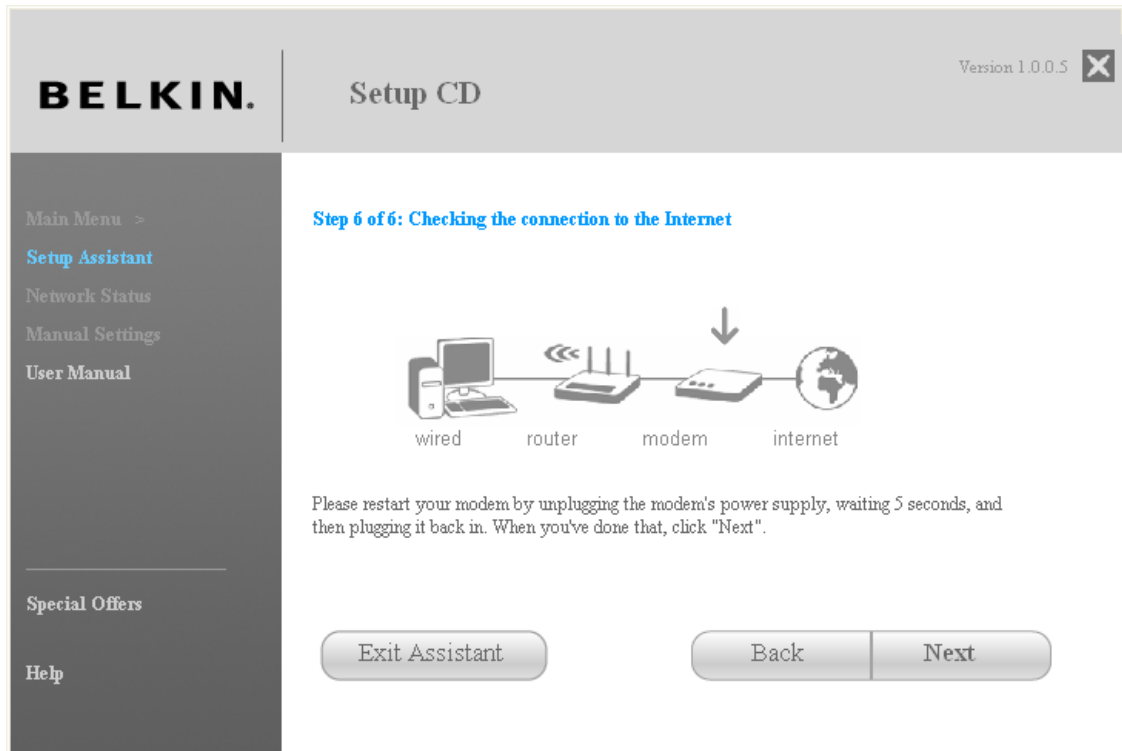 BELKIN.
Setup CD
Version 1.0.0.5
Main Menu >
Setup Assistant
Network Status
Manual Settings
User Manual
Special Offers
Help
Step 6 of 6: Checking the connection to the Internet
wired router modem internet
Please restart your modem by unplugging the modem's power supply, waiting 5 seconds, and
then plugging it back in. When you've done that, click "Next".
Exit Assistant
Back
Next